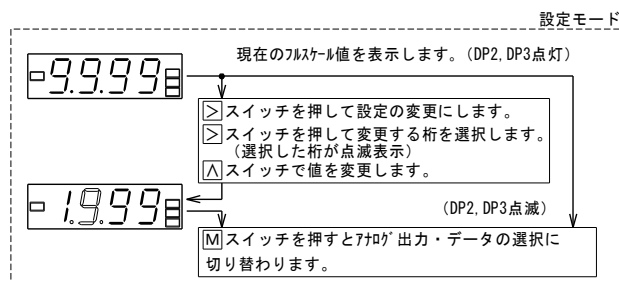 設定モード
現在のﾌﾙｽｹｰﾙ値を表示します。(DP2,DP3点灯)
-9.9.99
>スイッチを押して設定の変更にします。
>スイッチを押して変更する桁を選択します。
(選択した桁が点滅表示)
∧スイッチで値を変更します。
-1.9.99
(DP2,DP3点滅)
Mスイッチを押すとｱﾅﾛｸﾞ出力・データの選択に
切り替わります。